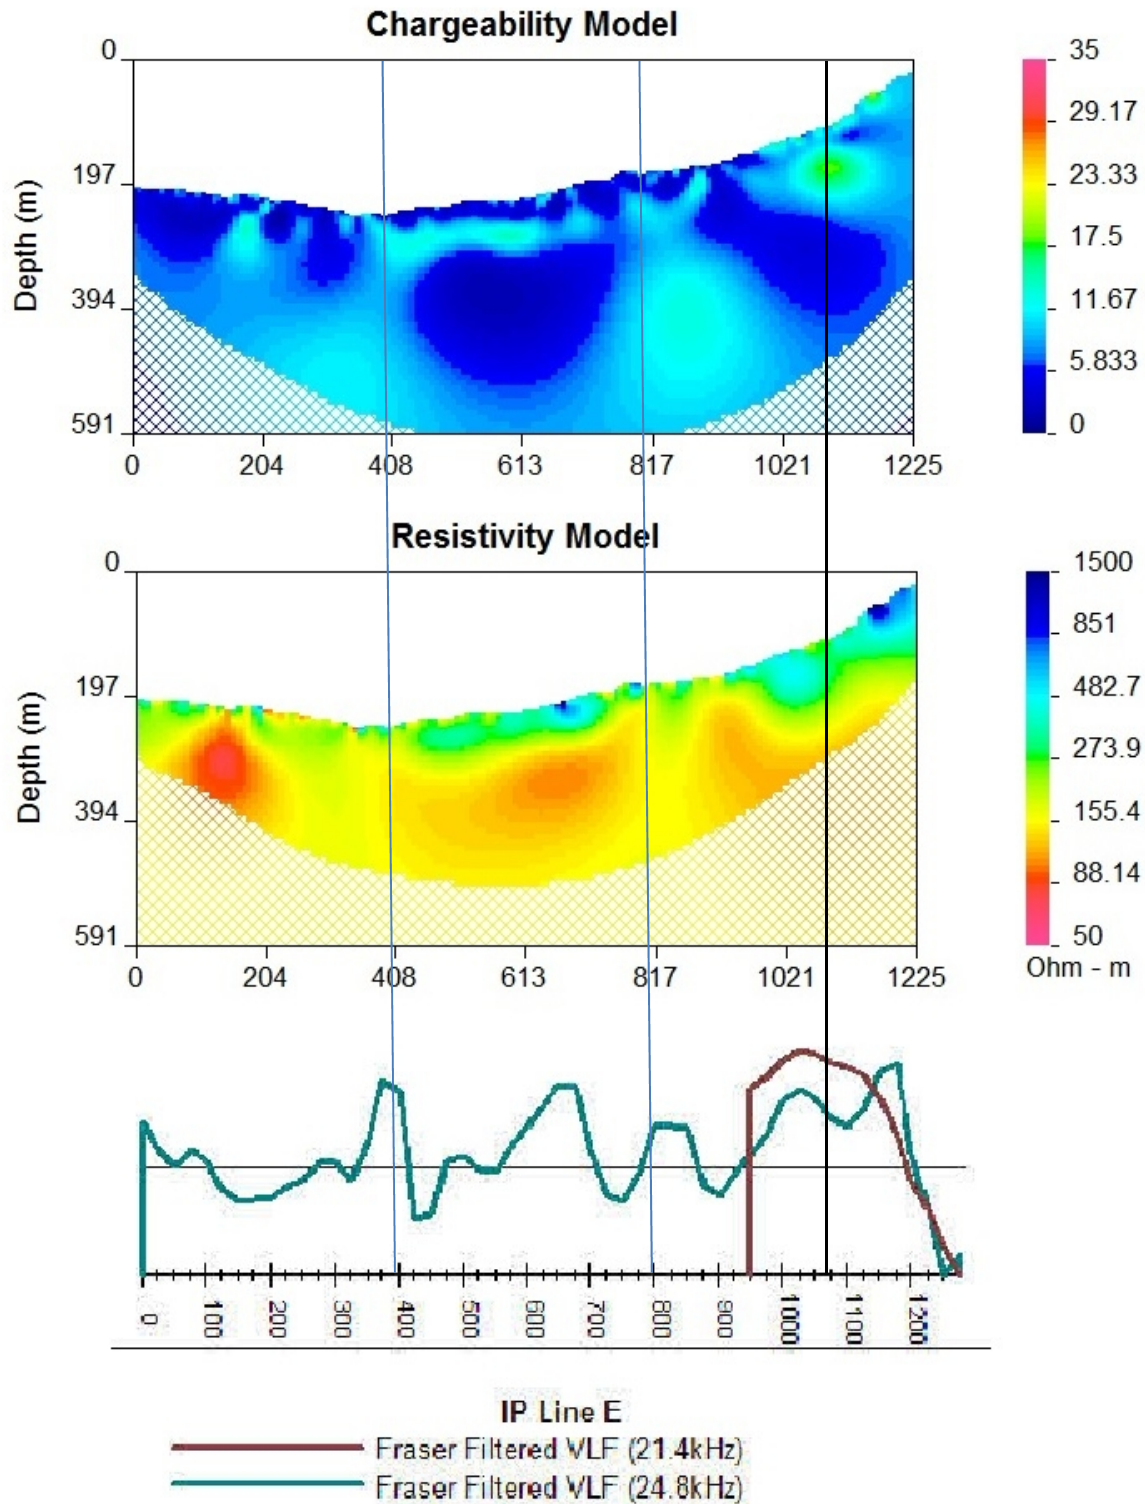 Chargeability Model
0
197
394
591
Depth (m)
0 204 408 613 817 1021 1225
35
29.17
23.33
17.5
11.67
5.833
0
Resistivity Model
0
197
394
591
Depth (m)
0 204 408 613 817 1021 1225
1500
851
482.7
273.9
155.4
88.14
50
Ohm - m
0 100 200 300 400 500 600 700 800 900 1000 1100 1200
IP Line E
Fraser Filtered VLF (21.4kHz)
Fraser Filtered VLF (24.8kHz)